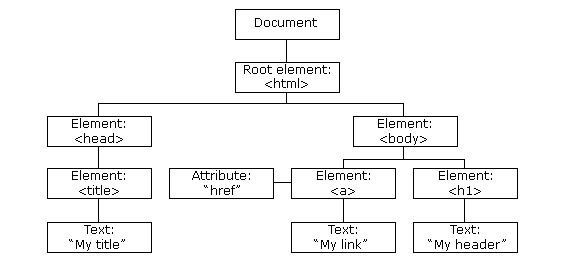 Document
Root element:
<html>
Element:
<head>
Element:
<body>
Element:
<title>
Attribute:
“href”
Element:
<a>
Element:
<h1>
Text:
“My title”
Text:
“My link”
Text:
“My header”